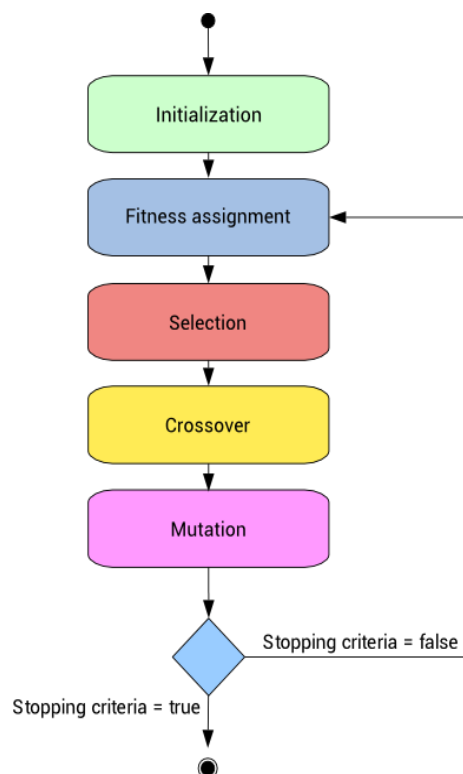 Initialization
Fitness assignment
Selection
Crossover
Mutation
Stopping criteria = false
Stopping criteria = true